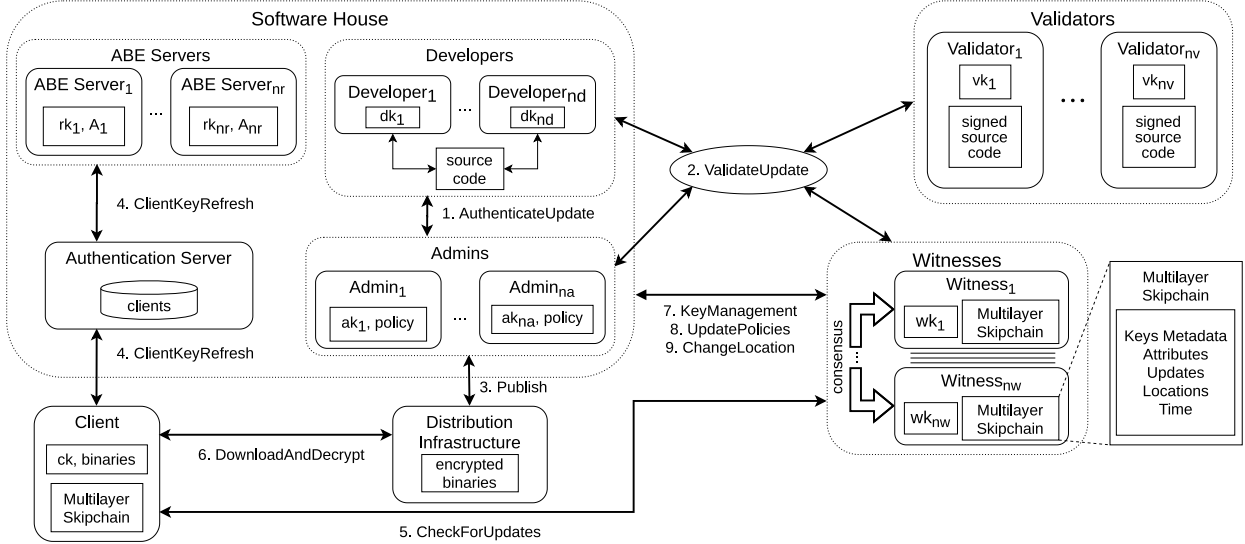 Software House
ABE Servers
ABE Server1
rk1, A1
...
ABE Servernr
rknr, Anr
Developers
Developer1
dk1
...
Developernd
dknd
source
code
4. ClientKeyRefresh
1. AuthenticateUpdate
Authentication Server
clients
Admins
Admin1
ak1, policy
...
Adminna
akna, policy
4. ClientKeyRefresh
3. Publish
2. ValidateUpdate
Validators
Validator1
vk1
signed
source
code
...
Validatornv
vknv
signed
source
code
7. KeyManagement
8. UpdatePolicies
9. ChangeLocation
Witnesses
consensus
...
Witness1
wk1
Multilayer
Skipchain
Witnessnw
wknw
Multilayer
Skipchain
Multilayer
Skipchain
Keys Metadata
Attributes
Updates
Locations
Time
Client
ck, binaries
Multilayer
Skipchain
6. DownloadAndDecrypt
Distribution
Infrastructure
encrypted
binaries
5. CheckForUpdates